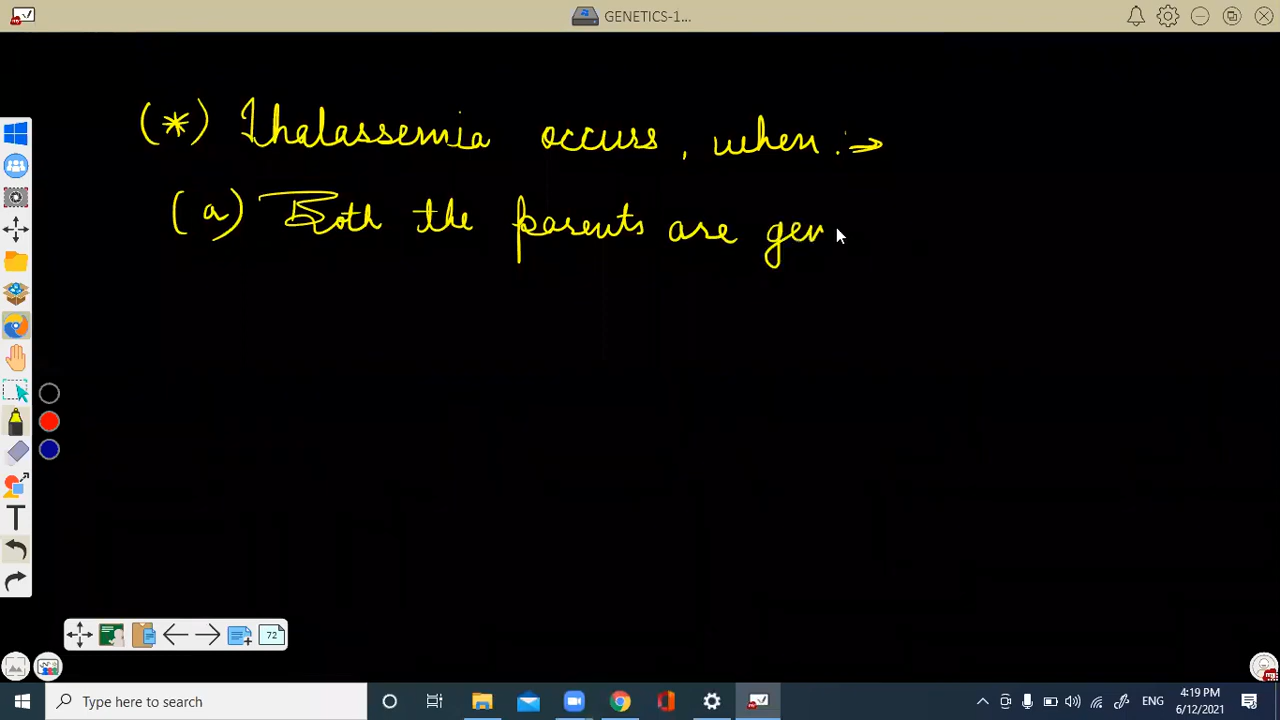 GENETICS-1...
(*) Thalassemia occurs, when :→
(a) Both the parents are gen
72
Type here to search
ENG
4:19 PM
6/12/2021